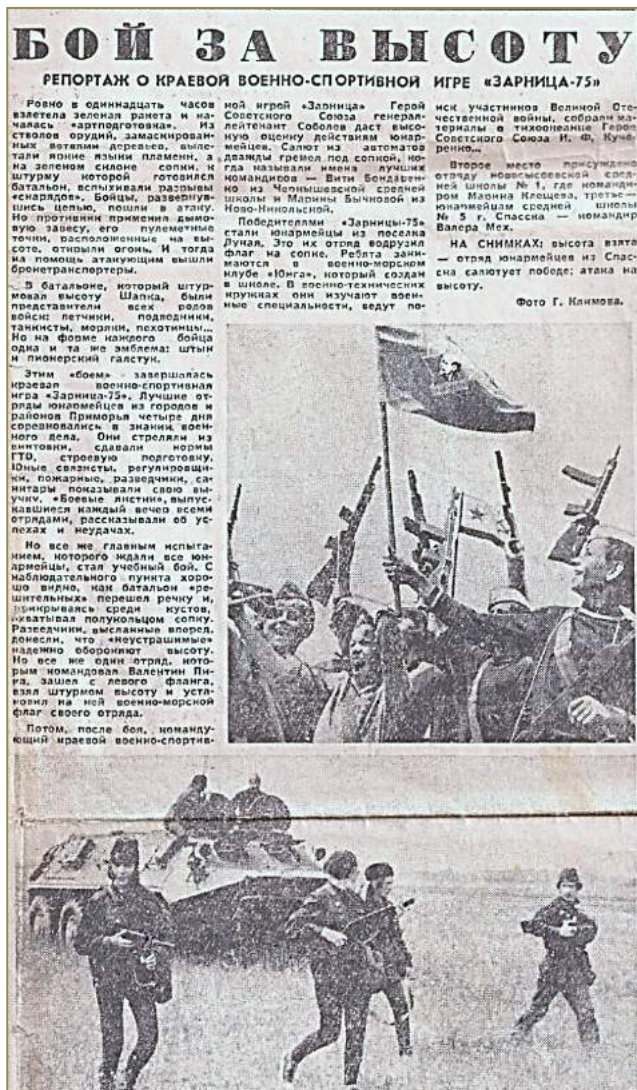 БОЙ ЗА ВЫСОТУ
РЕПОРТАЖ О КРАЕВОЙ ВОЕННО-СПОРТИВНОЙ ИГРЕ «ЗАРНИЦА-75»
Ровно в одиннадцать часов
взлетела зеленая ракета и на-
чалась «артподготовка». Из
стволов орудий, замаскирован-
ных ветвями деревьев, выле-
тали яркие языки пламени, а
на зеленом склоне сопки, к
штурму которой готовился
батальон, вспыхивали разрывы
«снарядов». Бойцы, разверну-
вшись цепью, пошли в атаку.
Но противник применил дымо-
вую завесу, его пулеметные
точки, расположенные на вы-
соте, открыли огонь. И тогда
на помощь атакующим вышли
бронетранспортеры.
В батальоне, который штур-
мовал высоту Шапка, были
представители всех родов
войск: летчики, подводники,
танкисты, моряки, пехотинцы...
Но на форме каждого бойца
одна и та же эмблема: штык
и пионерский галстук.
Этим «боем» завершалась
краевая военно-спортивная
игра «Зарница-75». Лучшие от-
ряды юнармейцев из городов и
районов Приморья четыре дня
соревновались в знании воен-
ного дела. Они стреляли из
винтовки, сдавали нормы
ГТО, строевую подготовку.
Юные связисты, регулировщи-
ки, пожарные, разведчики, са-
нитары показывали свою вы-
учку. «Боевые листки», выпус-
кавшиеся каждый вечер всеми
отрядами, рассказывали об ус-
пехах и неудачах.
Но все же главным испыта-
нием, которого ждали все юн-
армейцы, стал учебный бой. С
наблюдательного пункта хоро-
шо видно, как батальон «ре-
шительных» перешел речку и,
прикрываясь среди кустов,
охватывал полукольцом сопку.
Разведчики, высланные вперед,
донесли, что «неустрашимые»
надежно обороняют высоту.
Но все же один отряд, кото-
рым командовал Валентин
зашел с левого фланга,
взял штурмом высоту и уста-
новил на ней военно-морской
флаг своего отряда.
Потом, после боя, команду-
ющий краевой военно-спортив-
ной игрой «Зарница» Герой
Советского Союза генерал-
лейтенант Соболев даст высо-
кую оценку действиям юнар-
мейцев. Салют из автоматов
дважды гремел под сопкой, ко-
гда называли имена лучших
командиров — Вити Бондарен-
ко из Чернышевской средней
школы и Марины Бычковой из
Ново-Никольской.
Победителями «Зарницы-75»
стали юнармейцы из поселка
Дунай. Это их отряд водрузил
флаг на сопке. Ребята зани-
маются в военно-морском
клубе «Юнга», который создан
в школе. В военно-технических
кружках они изучают воен-
ные специальности, ведут по-
иск участников Великой Оте-
чественной войны, собрали ма-
териалы о тихоокеанце Герое
Советского Союза И. Ф. Куче-
ренко...
Второе место присуждено
отряду новосысоевской сред-
ней школы № 1, где команди-
ром Марина Клещева, третье —
юнармейцам средней школы
№ 5 г. Спасска — командир
Валера Мех.
НА СНИМКАХ: высота взята
— отряд юнармейцев из Спас-
ска салютует победе; атака на
высоту.
Фото Г. Климова.